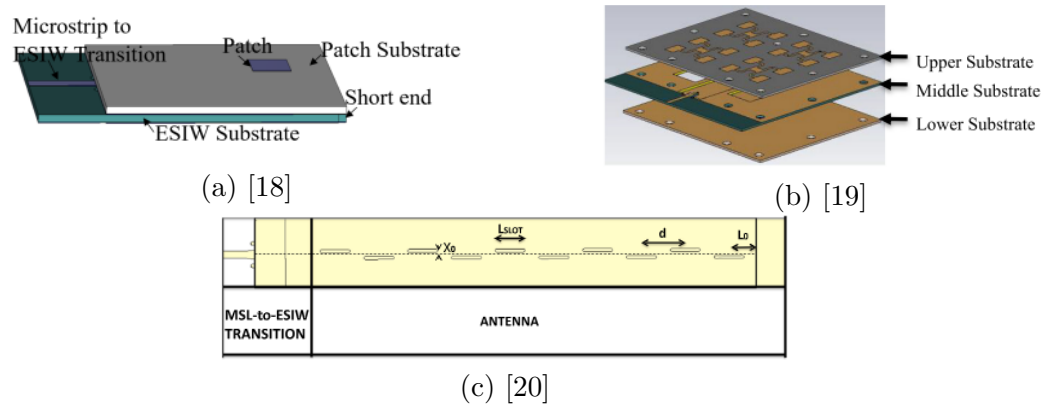 Microstrip to
ESIW Transition
Patch
Patch Substrate
Short end
ESIW Substrate
(a) [18]
Upper Substrate
Middle Substrate
Lower Substrate
(b) [19]
LSLOT
X0
d
L0
MSL-to-ESIW
TRANSITION
ANTENNA
(c) [20]